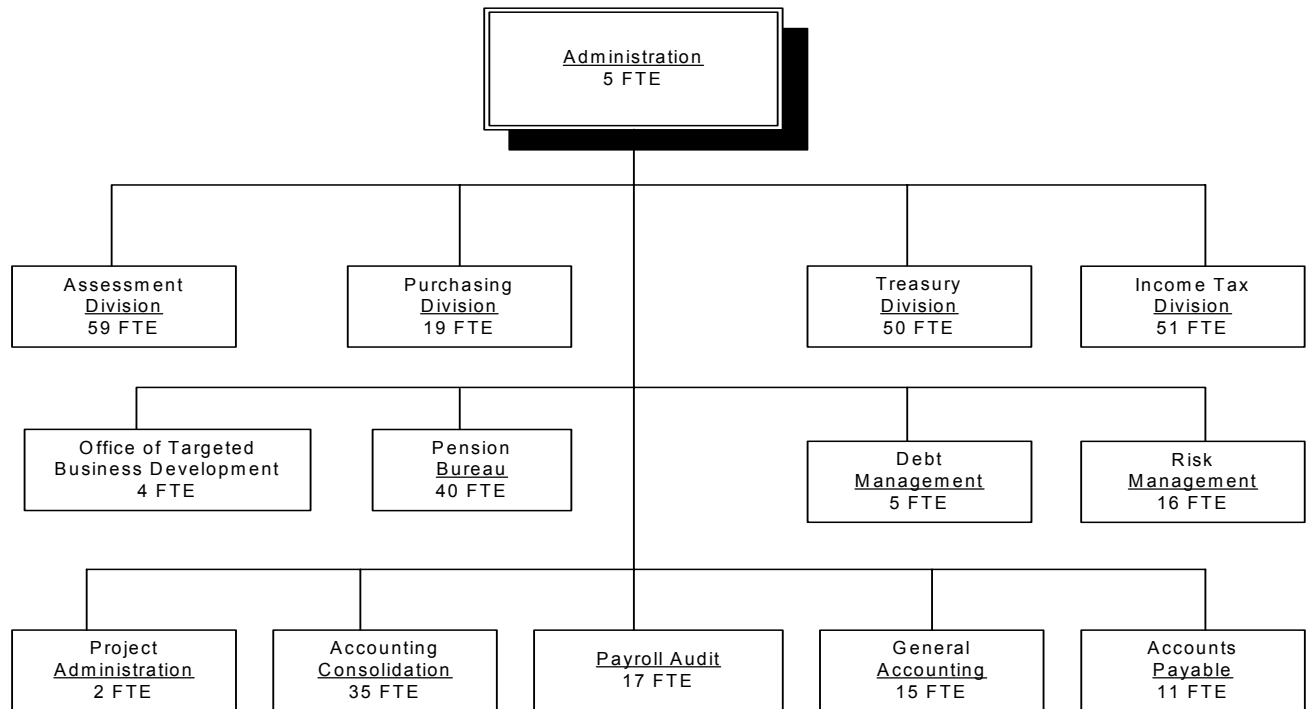 Administration
5 FTE
Assessment
Division
59 FTE
Purchasing
Division
19 FTE
Treasury
Division
50 FTE
Income Tax
Division
51 FTE
Office of Targeted
Business Development
4 FTE
Pension
Bureau
40 FTE
Debt
Management
5 FTE
Risk
Management
16 FTE
Project
Administration
2 FTE
Accounting
Consolidation
35 FTE
Payroll Audit
17 FTE
General
Accounting
15 FTE
Accounts
Payable
11 FTE